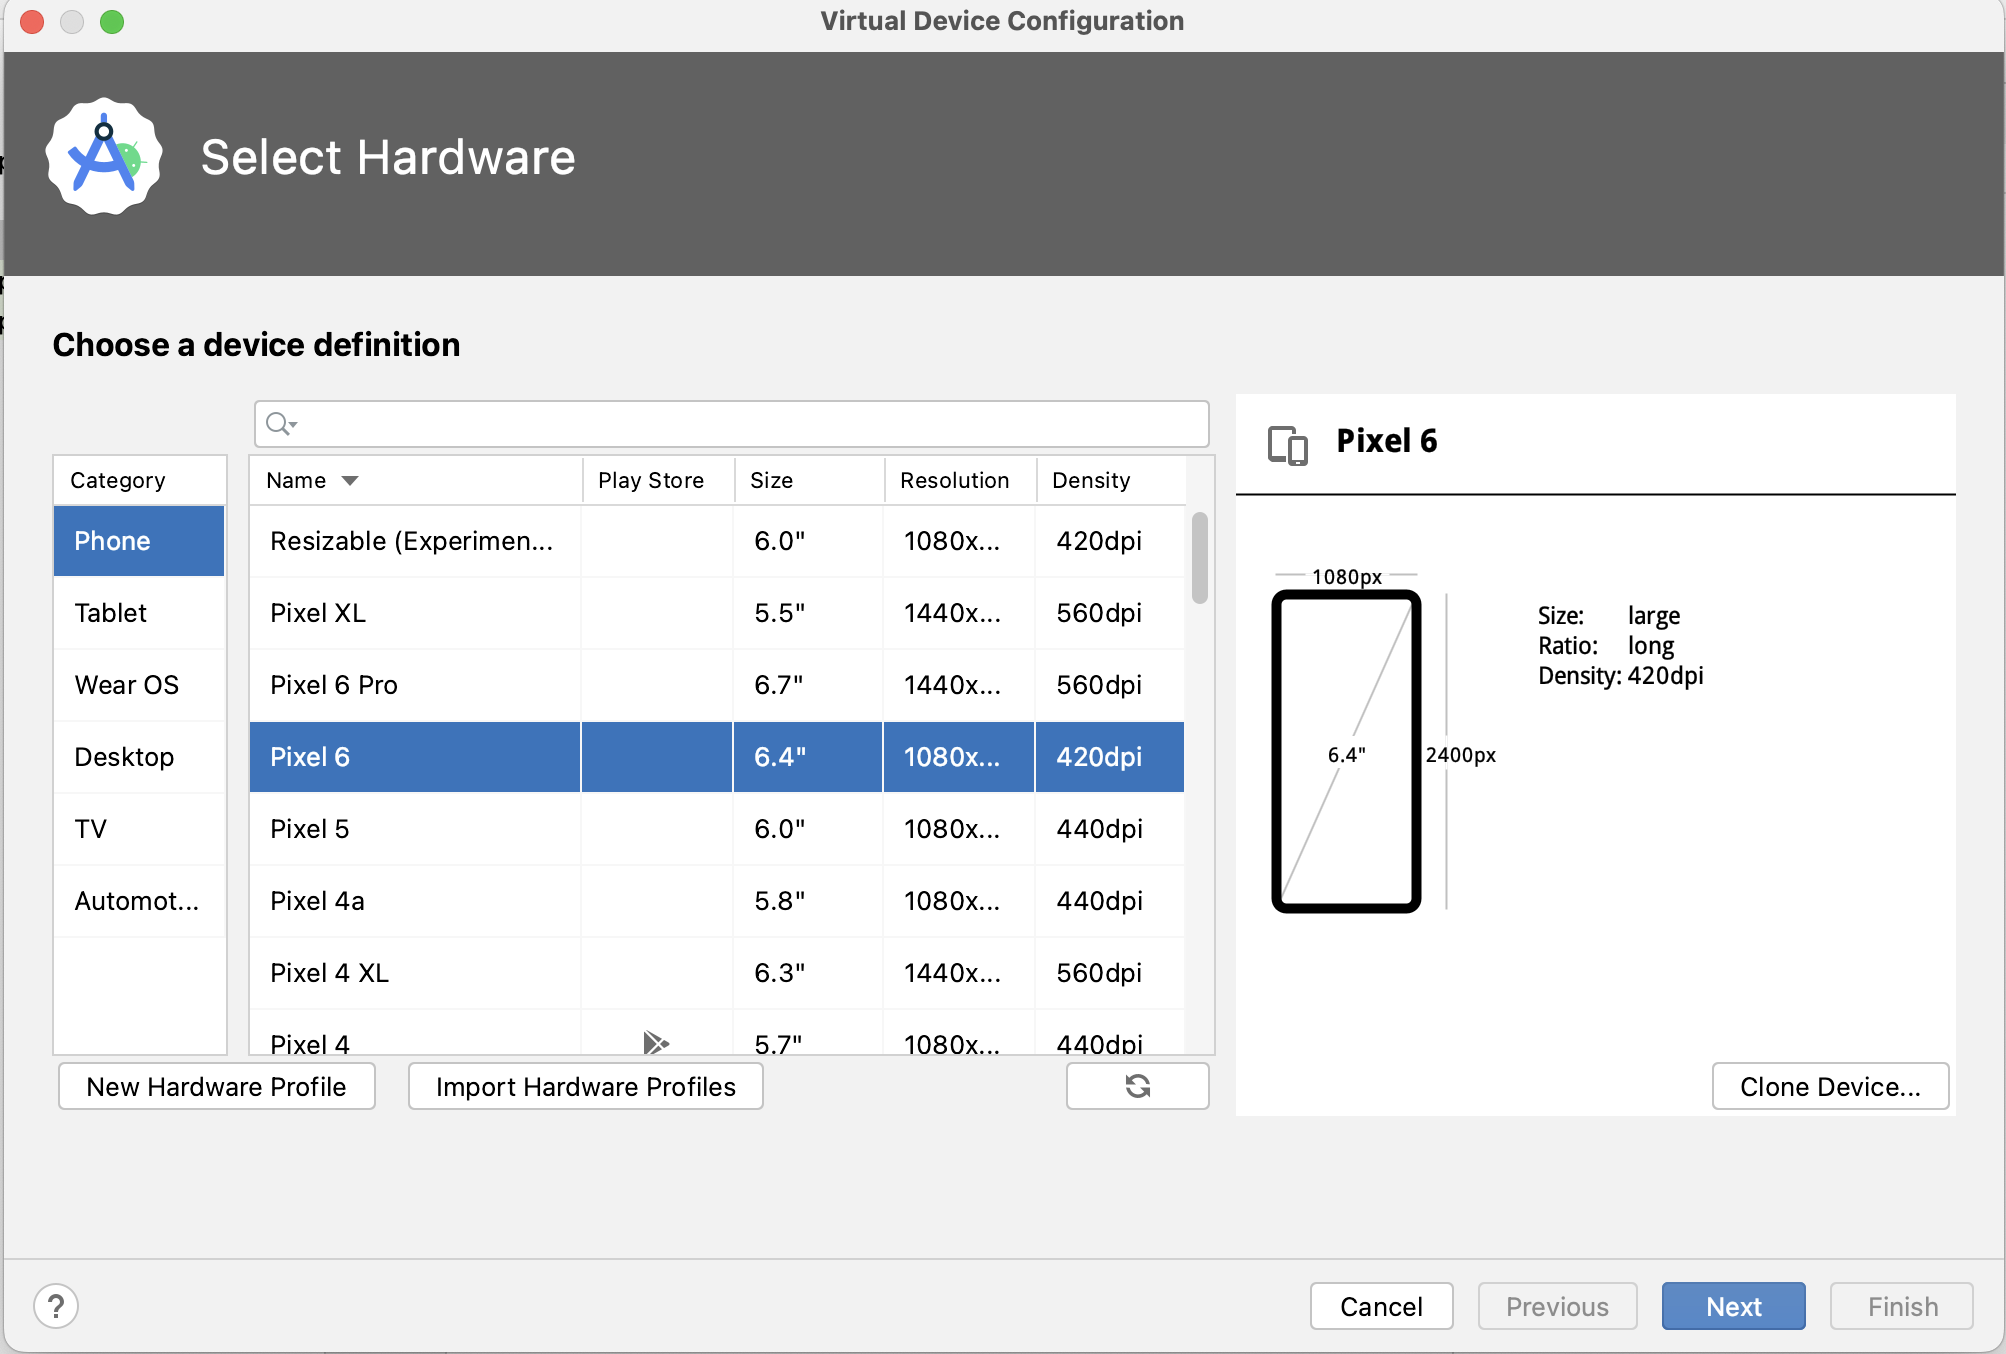 Virtual Device Configuration
Select Hardware
Choose a device definition
Category
Phone
Tablet
Wear OS
Desktop
TV
Automot...
Name Play Store Size Resolution Density
Resizable (Experimen... 6.0" 1080x... 420dpi
Pixel XL 5.5" 1440x... 560dpi
Pixel 6 Pro 6.7" 1440x... 560dpi
Pixel 6 6.4" 1080x... 420dpi
Pixel 5 6.0" 1080x... 440dpi
Pixel 4a 5.8" 1080x... 440dpi
Pixel 4 XL 6.3" 1440x... 560dpi
Pixel 4 5.7" 1080x... 440dpi
New Hardware Profile
Import Hardware Profiles
Pixel 6
1080px
6.4"
2400px
Size: large
Ratio: long
Density: 420dpi
Clone Device...
?
Cancel
Previous
Next
Finish